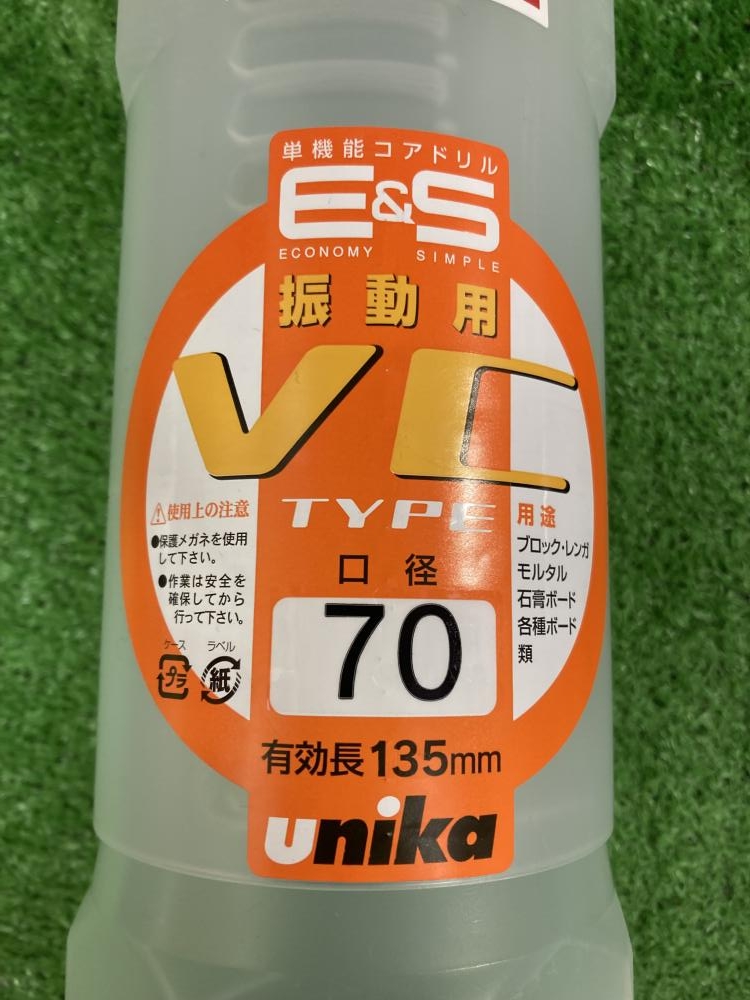 単機能コアドリル
E&S
ECONOMY SIMPLE
振動用
VC
TYPE
⚠使用上の注意
●保護メガネを使用
して下さい。
●作業は安全を
確保してから
行って下さい。
ケース ラベル
プラ 紙
用途
ブロック・レンガ
モルタル
石膏ボード
各種ボード
類
口径
70
有効長135mm
unika